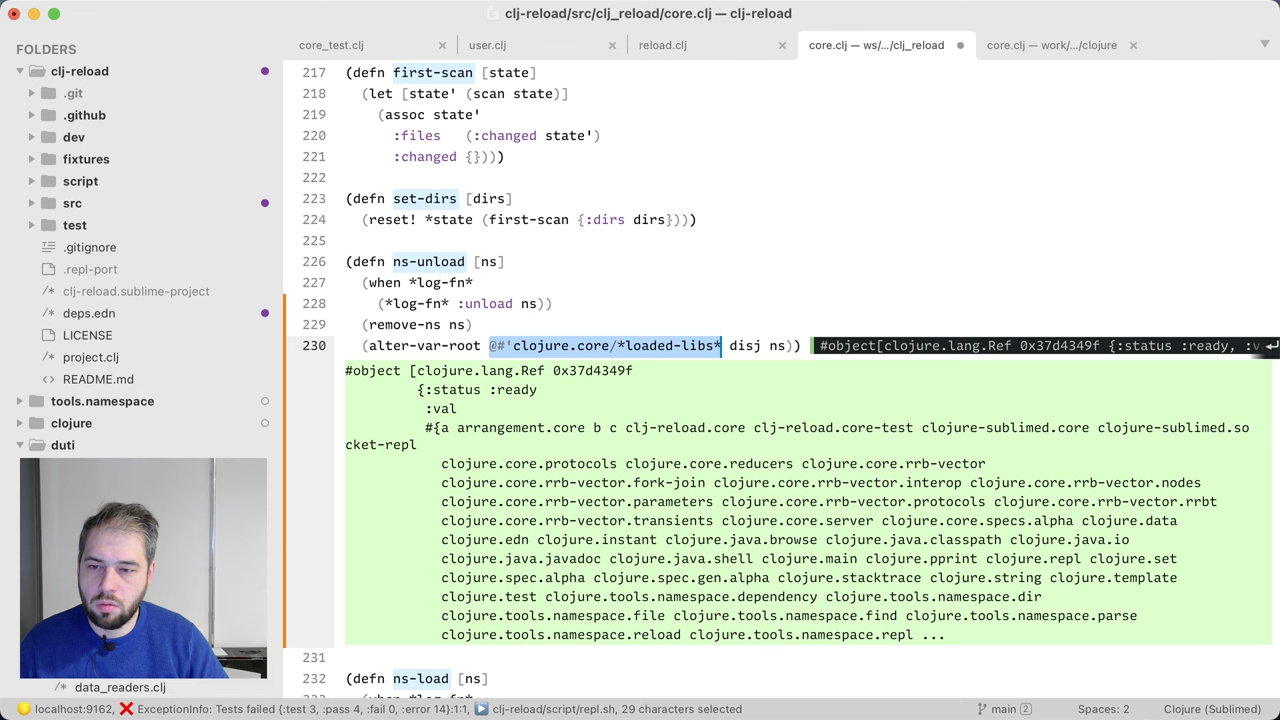 clj-reload/src/clj_reload/core.clj — clj-reload
FOLDERS
clj-reload
.git
.github
dev
fixtures
script
src
test
.gitignore
.repl-port
clj-reload.sublime-project
deps.edn
LICENSE
project.clj
README.md
tools.namespace
clojure
duti
data_readers.clj
core_test.clj
user.clj
reload.clj
core.clj — ws/.../clj_reload
core.clj — work/.../clojure
217 (defn first-scan [state]
218 (let [state' (scan state)]
219 (assoc state'
220 :files (:changed state')
221 :changed {})))
222
223 (defn set-dirs [dirs]
224 (reset! *state (first-scan {:dirs dirs})))
225
226 (defn ns-unload [ns]
227 (when *log-fn*
228 (*log-fn* :unload ns))
229 (remove-ns ns)
230 (alter-var-root @#'clojure.core/*loaded-libs* disj ns)) #object[clojure.lang.Ref 0x37d4349f {:status :ready, :v
#object [clojure.lang.Ref 0x37d4349f
{:status :ready
:val
#{a arrangement.core b c clj-reload.core clj-reload.core-test clojure-sublimed.core clojure-sublimed.so
cket-repl
clojure.core.protocols clojure.core.reducers clojure.core.rrb-vector
clojure.core.rrb-vector.fork-join clojure.core.rrb-vector.interop clojure.core.rrb-vector.nodes
clojure.core.rrb-vector.parameters clojure.core.rrb-vector.protocols clojure.core.rrb-vector.rrbt
clojure.core.rrb-vector.transients clojure.core.server clojure.core.specs.alpha clojure.data
clojure.edn clojure.instant clojure.java.browse clojure.java.classpath clojure.java.io
clojure.java.javadoc clojure.java.shell clojure.main clojure.pprint clojure.repl clojure.set
clojure.spec.alpha clojure.spec.gen.alpha clojure.stacktrace clojure.string clojure.template
clojure.test clojure.tools.namespace.dependency clojure.tools.namespace.dir
clojure.tools.namespace.file clojure.tools.namespace.find clojure.tools.namespace.parse
clojure.tools.namespace.reload clojure.tools.namespace.repl ...
231
232 (defn ns-load [ns]
localhost:9162, ❌ ExceptionInfo: Tests failed {:test 3, :pass 4, :fail 0, :error 14}:1:1, ▶ clj-reload/script/repl.sh, 29 characters selected
main 2
Spaces: 2
Clojure (Sublimed)